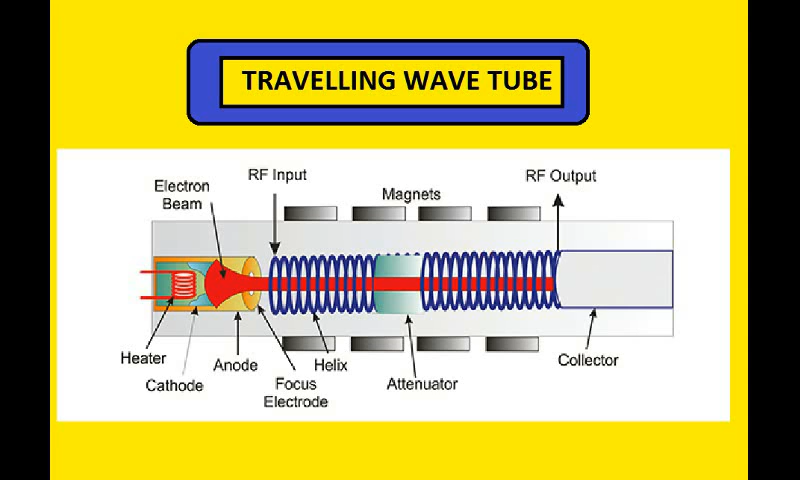 TRAVELLING WAVE TUBE
RF Input
RF Output
Electron
Beam
Magnets
Heater
Cathode
Anode
Focus
Electrode
Helix
Attenuator
Collector